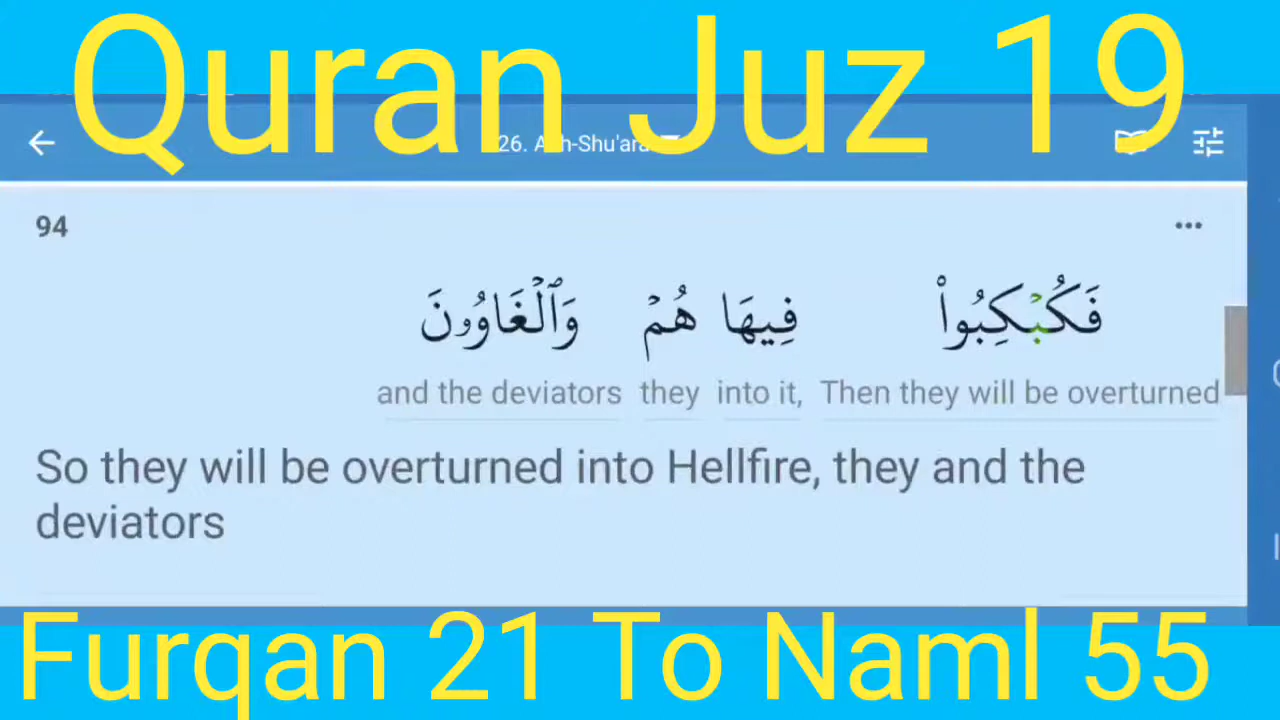 Quran Juz 19
26. Ash-Shu'ara
94
فَكُبْكِبُوا۟ فِيهَا هُمْ وَٱلْغَاوُۥنَ
and the deviators they into it, Then they will be overturned
So they will be overturned into Hellfire, they and the
deviators
Furqan 21 To Naml 55